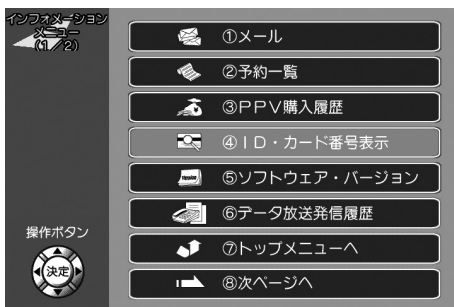 インフォメーション
メニュー
(1/2)
①メール
②予約一覧
③PPV購入履歴
④ID・カード番号表示
⑤ソフトウェア・バージョン
⑥データ放送発信履歴
⑦トップメニューへ
⑧次ページへ
操作ボタン
決定